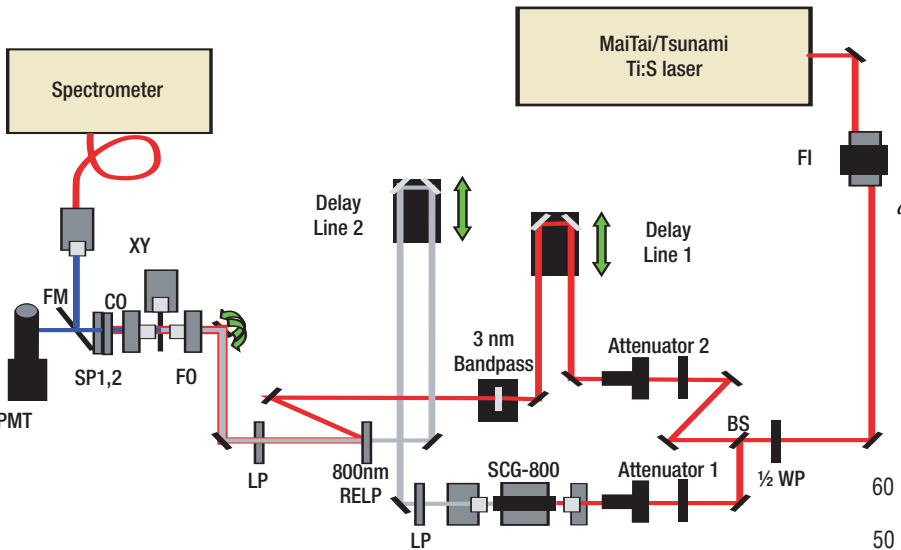 MaiTai/Tsunami
Ti:S laser
Spectrometer
FI
Delay
Line 2
Delay
Line 1
XY
FM
CO
3 nm
Bandpass
Attenuator 2
SP1,2
FO
PMT
BS
LP
800nm
RELP
SCG-800
Attenuator 1
½ WP
LP
60
50